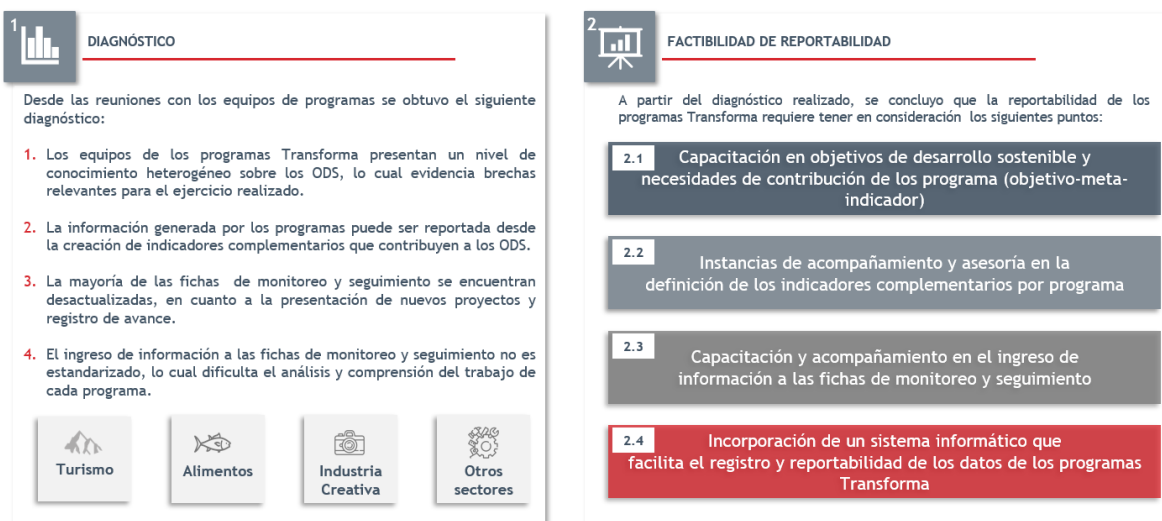 1
DIAGNÓSTICO
Desde las reuniones con los equipos de programas se obtuvo el siguiente
diagnóstico:
1. Los equipos de los programas Transforma presentan un nivel de
conocimiento heterogéneo sobre los ODS, lo cual evidencia brechas
relevantes para el ejercicio realizado.
2. La información generada por los programas puede ser reportada desde
la creación de indicadores complementarios que contribuyen a los ODS.
3. La mayoría de las fichas de monitoreo y seguimiento se encuentran
desactualizadas, en cuanto a la presentación de nuevos proyectos y
registro de avance.
4. El ingreso de información a las fichas de monitoreo y seguimiento no es
estandarizado, lo cual dificulta el análisis y comprensión del trabajo de
cada programa.
Turismo
Alimentos
Industria
Creativa
Otros
sectores
2
FACTIBILIDAD DE REPORTABILIDAD
A partir del diagnóstico realizado, se concluyo que la reportabilidad de los
programas Transforma requiere tener en consideración los siguientes puntos:
2.1
Capacitación en objetivos de desarrollo sostenible y
necesidades de contribución de los programa (objetivo-meta-
indicador)
2.2
Instancias de acompañamiento y asesoría en la
definición de los indicadores complementarios por programa
2.3
Capacitación y acompañamiento en el ingreso de
información a las fichas de monitoreo y seguimiento
2.4
Incorporación de un sistema informático que
facilita el registro y reportabilidad de los datos de los programas
Transforma